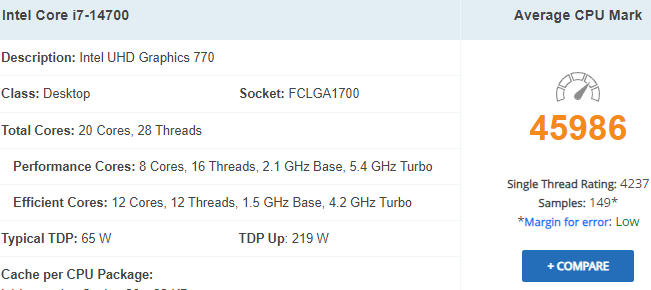 Intel Core i7-14700
Average CPU Mark
Description: Intel UHD Graphics 770
Class: Desktop Socket: FCLGA1700
Total Cores: 20 Cores, 28 Threads
Performance Cores: 8 Cores, 16 Threads, 2.1 GHz Base, 5.4 GHz Turbo
Efficient Cores: 12 Cores, 12 Threads, 1.5 GHz Base, 4.2 GHz Turbo
Typical TDP: 65 W TDP Up: 219 W
Cache per CPU Package:
45986
Single Thread Rating: 4237
Samples: 149*
*Margin for error: Low
+ COMPARE